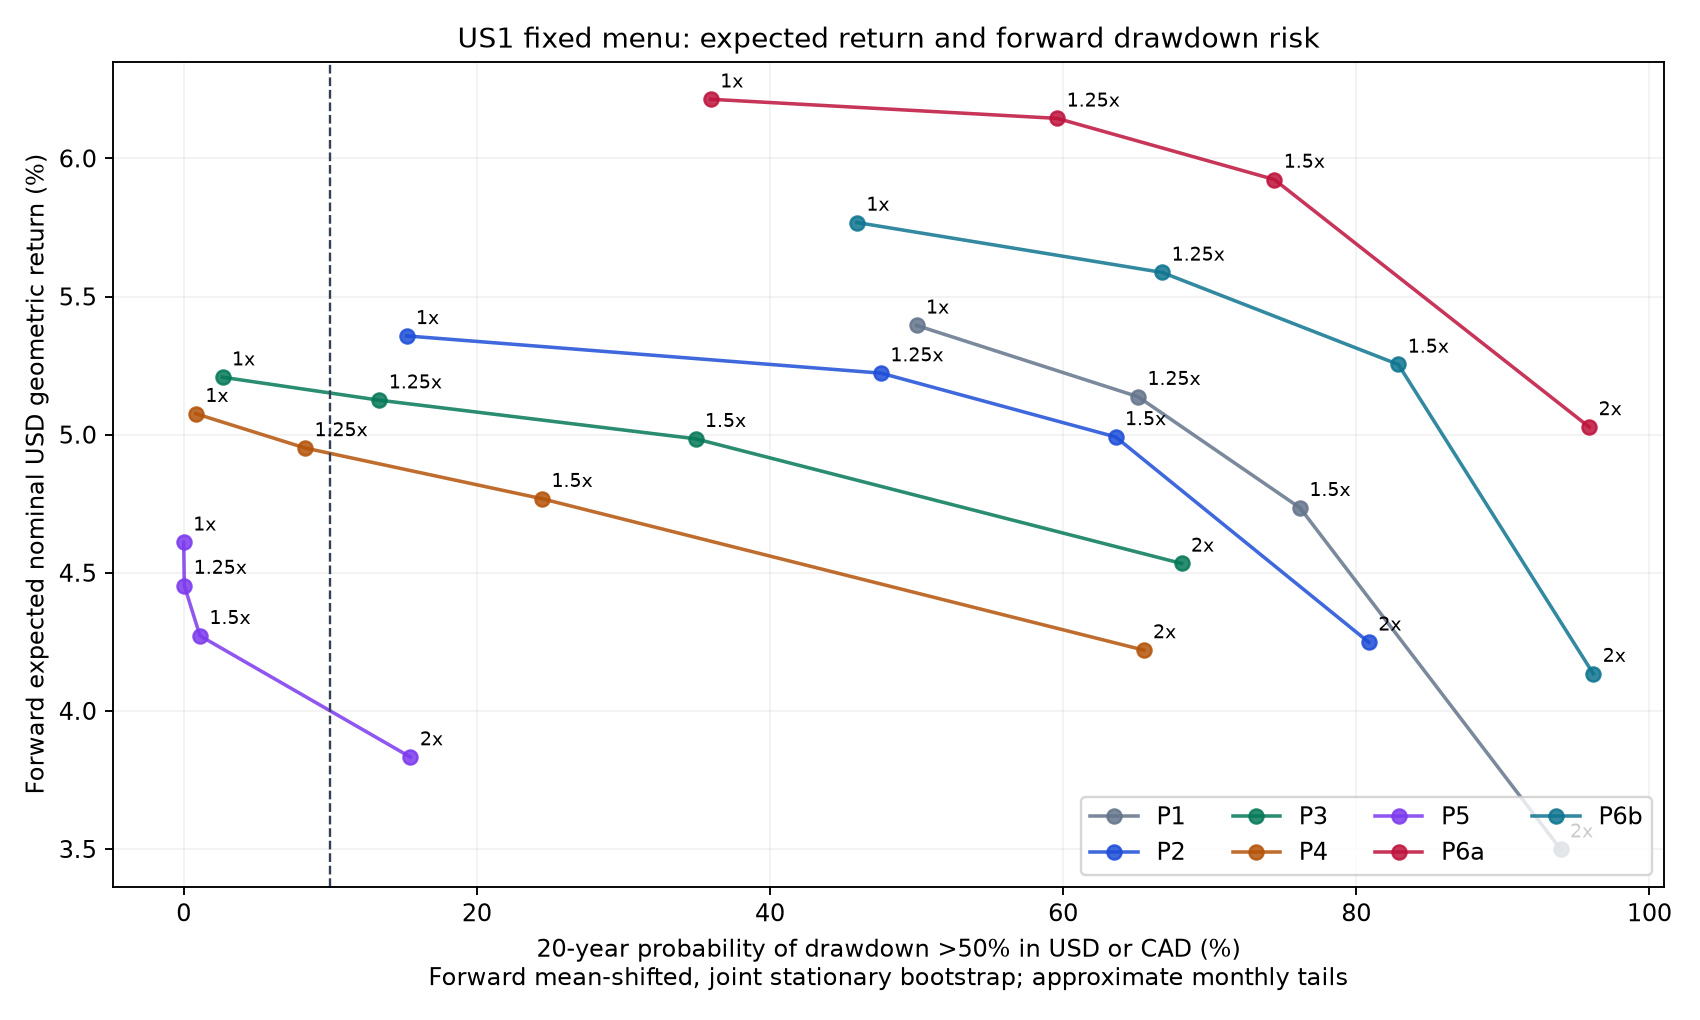 US1 fixed menu: expected return and forward drawdown risk
Forward expected nominal USD geometric return (%)
6.0
5.5
5.0
4.5
4.0
3.5
1x
1.25x
1.5x
2x
1x
1.25x
1.5x
2x
1x
1.25x
1.5x
2x
1x
1.25x
1.5x
2x
1x
1.25x
1.5x
2x
1x
1.25x
1.5x
2x
1x
1.25x
1.5x
2x
P1 P3 P5 P6b
P2 P4 P6a
0 20 40 60 80 100
20-year probability of drawdown >50% in USD or CAD (%)
Forward mean-shifted, joint stationary bootstrap; approximate monthly tails